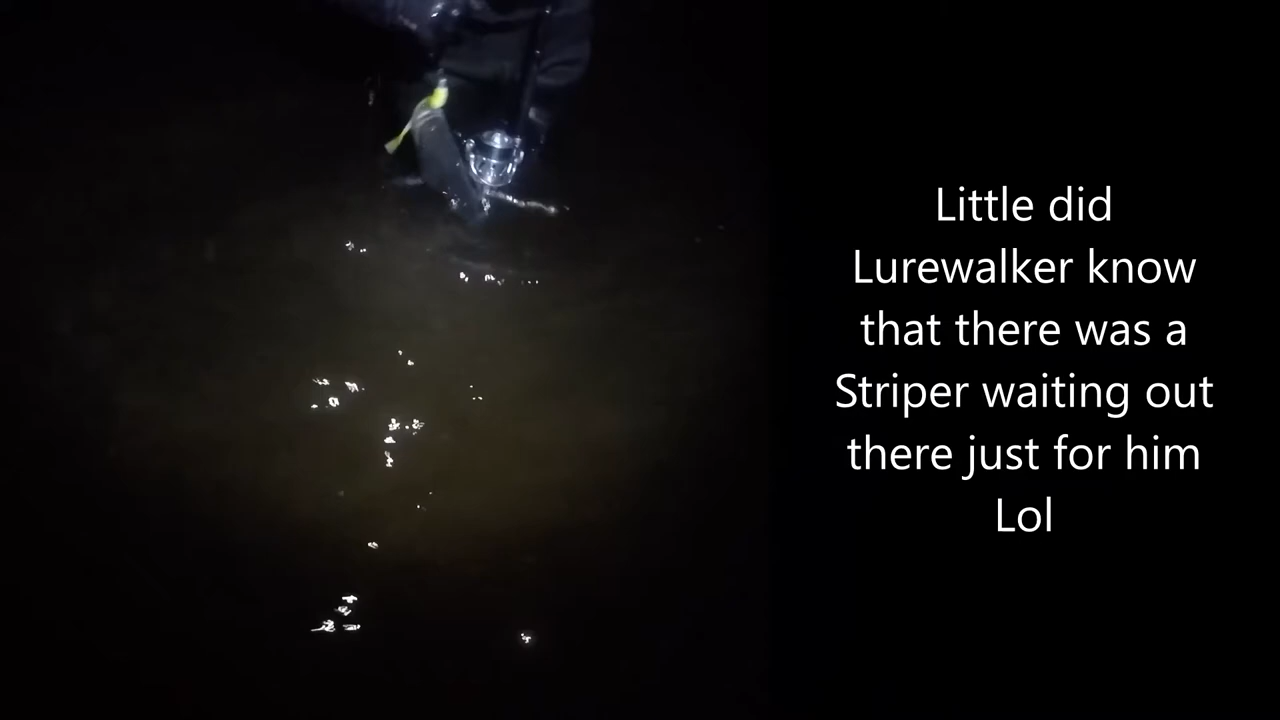 Little did
Lurewalker know
that there was a
Striper waiting out
there just for him
Lol